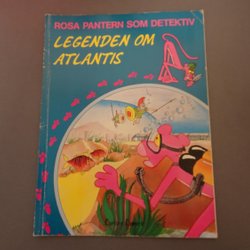 ROSA PANTERN SOM DETEKTIV
LEGENDEN OM
ATLANTIS